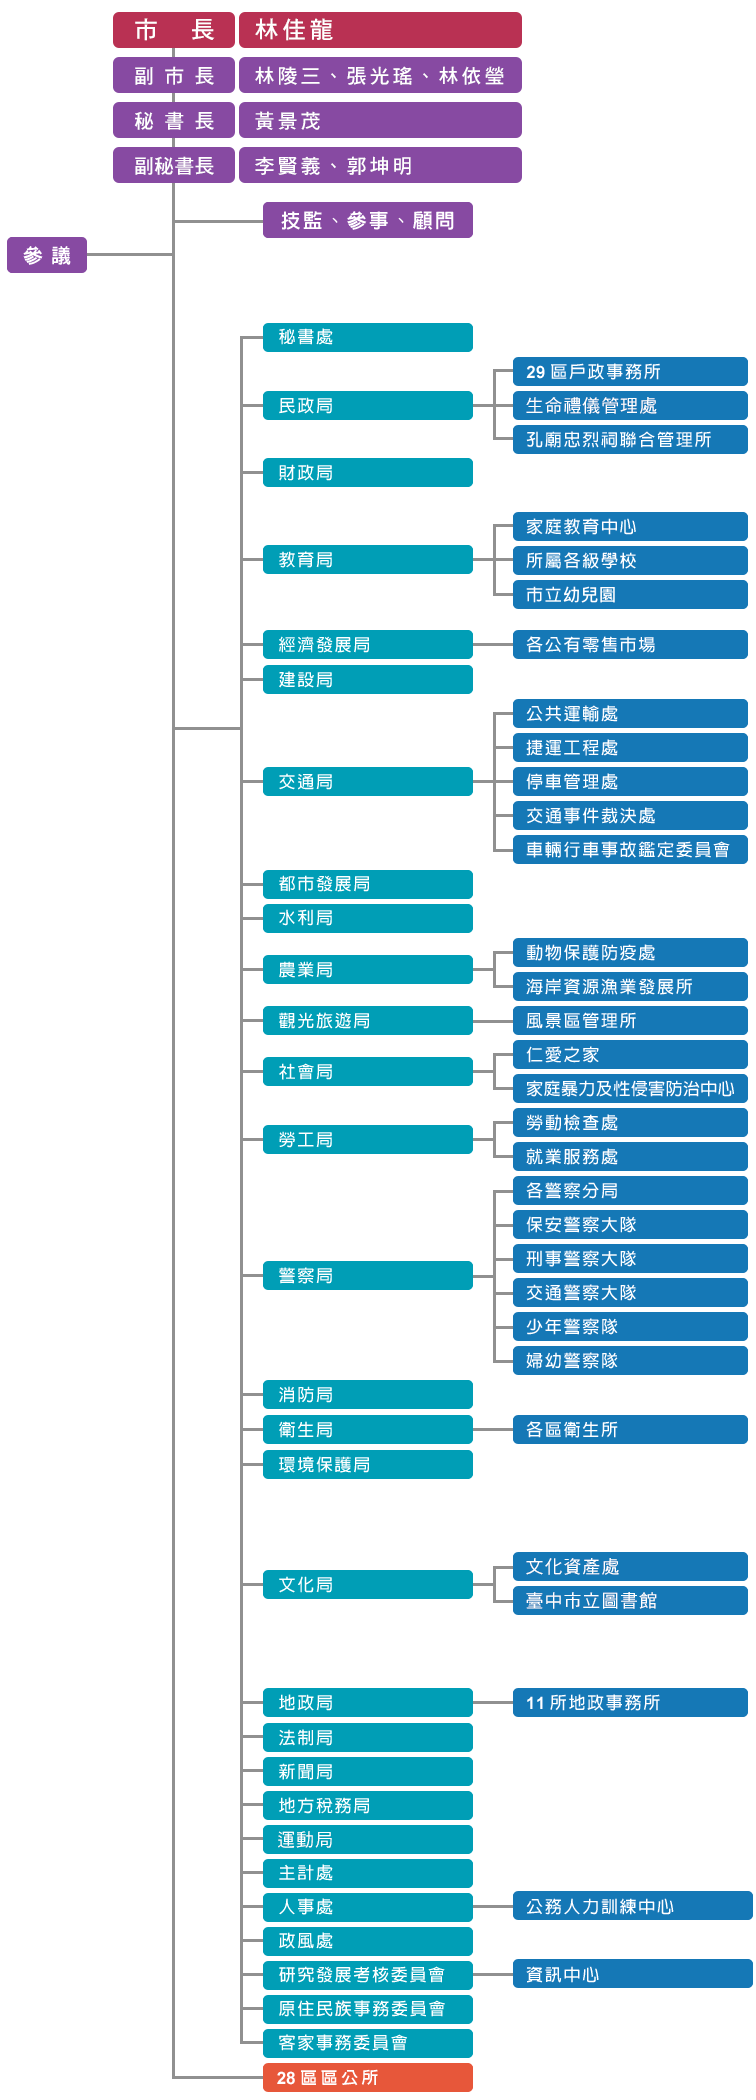 市 長 林佳龍
副市長 林陵三、張光瑤、林依瑩
秘書長 黃景茂
副秘書長 李賢義、郭坤明
技監、參事、顧問
參議
秘書處
29 區戶政事務所
民政局 生命禮儀管理處
孔廟忠烈祠聯合管理所
財政局
家庭教育中心
教育局 所屬各級學校
市立幼兒園
經濟發展局 各公有零售市場
建設局
公共運輸處
捷運工程處
交通局 停車管理處
交通事件裁決處
車輛行車事故鑑定委員會
都市發展局
水利局
動物保護防疫處
農業局
海岸資源漁業發展所
觀光旅遊局 風景區管理所
仁愛之家
社會局
家庭暴力及性侵害防治中心
勞動檢查處
勞工局
就業服務處
各警察分局
保安警察大隊
刑事警察大隊
警察局
交通警察大隊
少年警察隊
婦幼警察隊
消防局
衛生局 各區衛生所
環境保護局
文化資產處
文化局
臺中市立圖書館
地政局 11 所地政事務所
法制局
新聞局
地方稅務局
運動局
主計處
人事處 公務人力訓練中心
政風處
研究發展考核委員會 資訊中心
原住民族事務委員會
客家事務委員會
28 區區公所